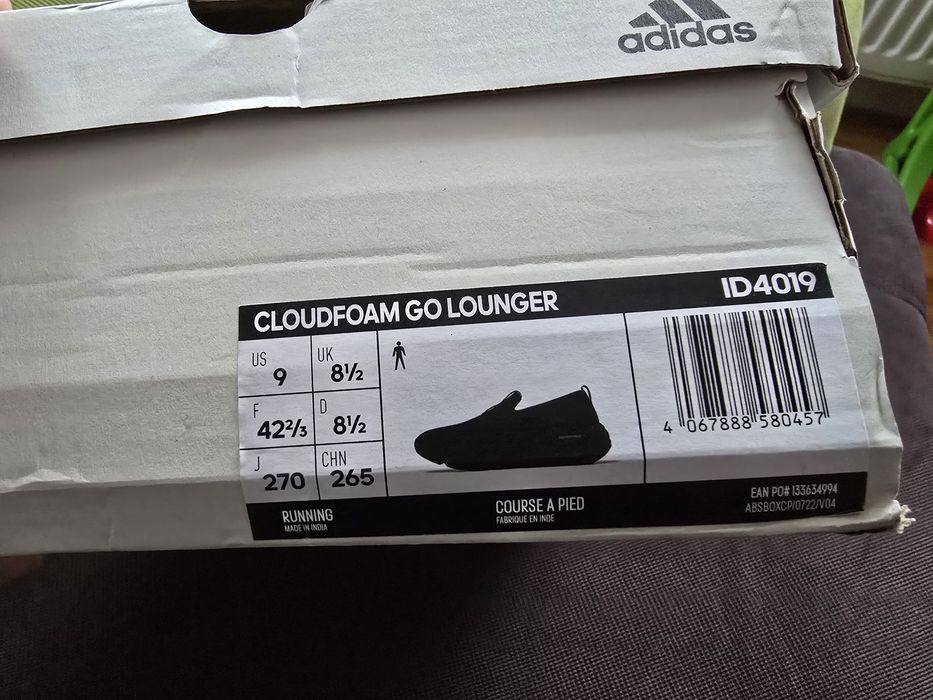 adidas
CLOUDFOAM GO LOUNGER ID4019
US 9 UK 8½
F 42⅔ D 8½
J 270 CHN 265
4 067888 580457
RUNNING
MADE IN INDIA
COURSE A PIED
FABRIQUE EN INDE
EAN PO# 133634994
ABSBOXCP/0722/V04